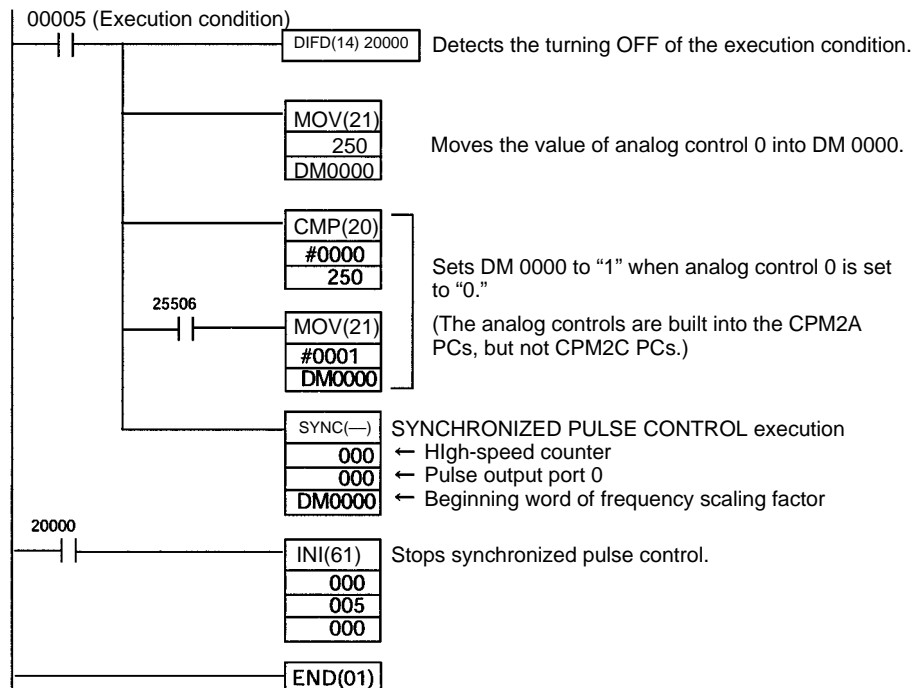 00005 (Execution condition)
DIFD(14) 20000
Detects the turning OFF of the execution condition.
MOV(21)
250
DM0000
Moves the value of analog control 0 into DM 0000.
CMP(20)
#0000
250
Sets DM 0000 to “1” when analog control 0 is set
to “0.”
25506
MOV(21)
#0001
DM0000
(The analog controls are built into the CPM2A
PCs, but not CPM2C PCs.)
SYNC(—)
SYNCHRONIZED PULSE CONTROL execution
000
← HIgh-speed counter
000
← Pulse output port 0
DM0000
← Beginning word of frequency scaling factor
20000
INI(61)
Stops synchronized pulse control.
000
005
000
END(01)